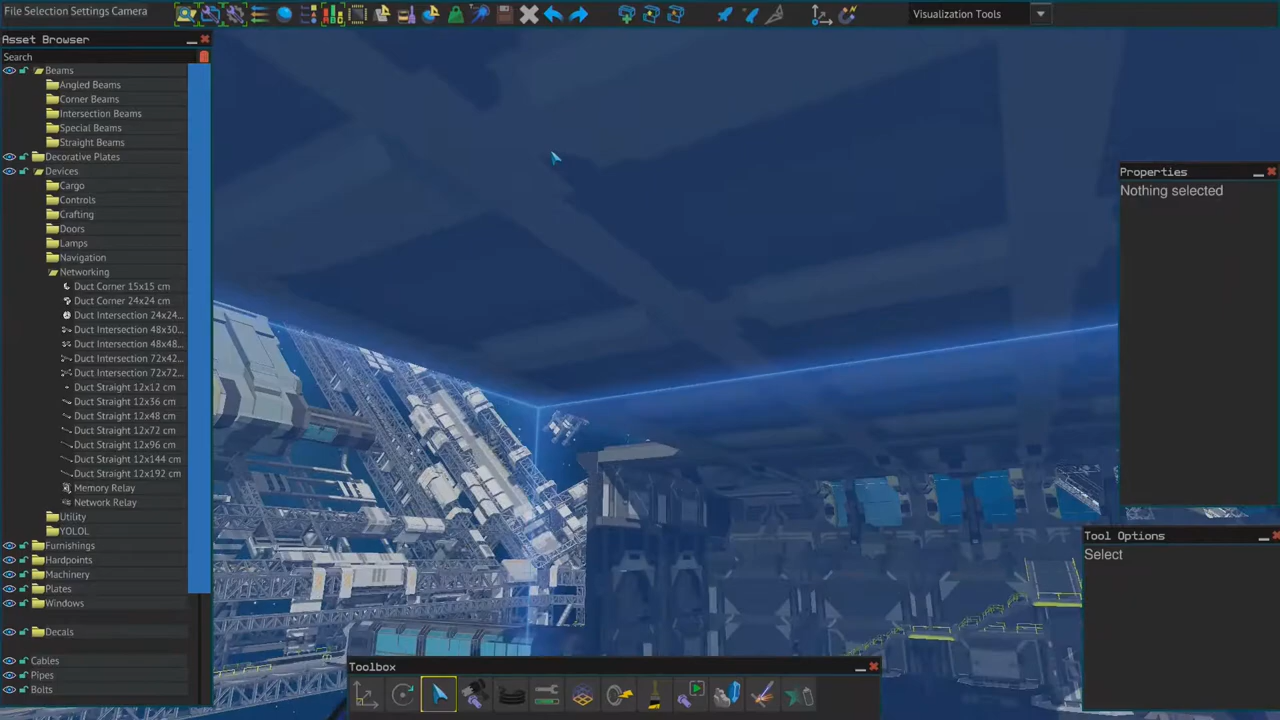 File Selection Settings Camera
Visualization Tools
Asset Browser
Search
Beams
Angled Beams
Corner Beams
Intersection Beams
Special Beams
Straight Beams
Decorative Plates
Devices
Cargo
Controls
Crafting
Doors
Lamps
Navigation
Networking
Duct Corner 15x15 cm
Duct Corner 24x24 cm
Duct Intersection 24x24...
Duct Intersection 48x30...
Duct Intersection 48x48...
Duct Intersection 72x42...
Duct Intersection 72x72...
Duct Straight 12x12 cm
Duct Straight 12x36 cm
Duct Straight 12x48 cm
Duct Straight 12x72 cm
Duct Straight 12x96 cm
Duct Straight 12x144 cm
Duct Straight 12x192 cm
Memory Relay
Network Relay
Utility
YOLOL
Furnishings
Hardpoints
Machinery
Plates
Windows
Decals
Cables
Pipes
Bolts
Properties
Nothing selected
Tool Options
Select
Toolbox